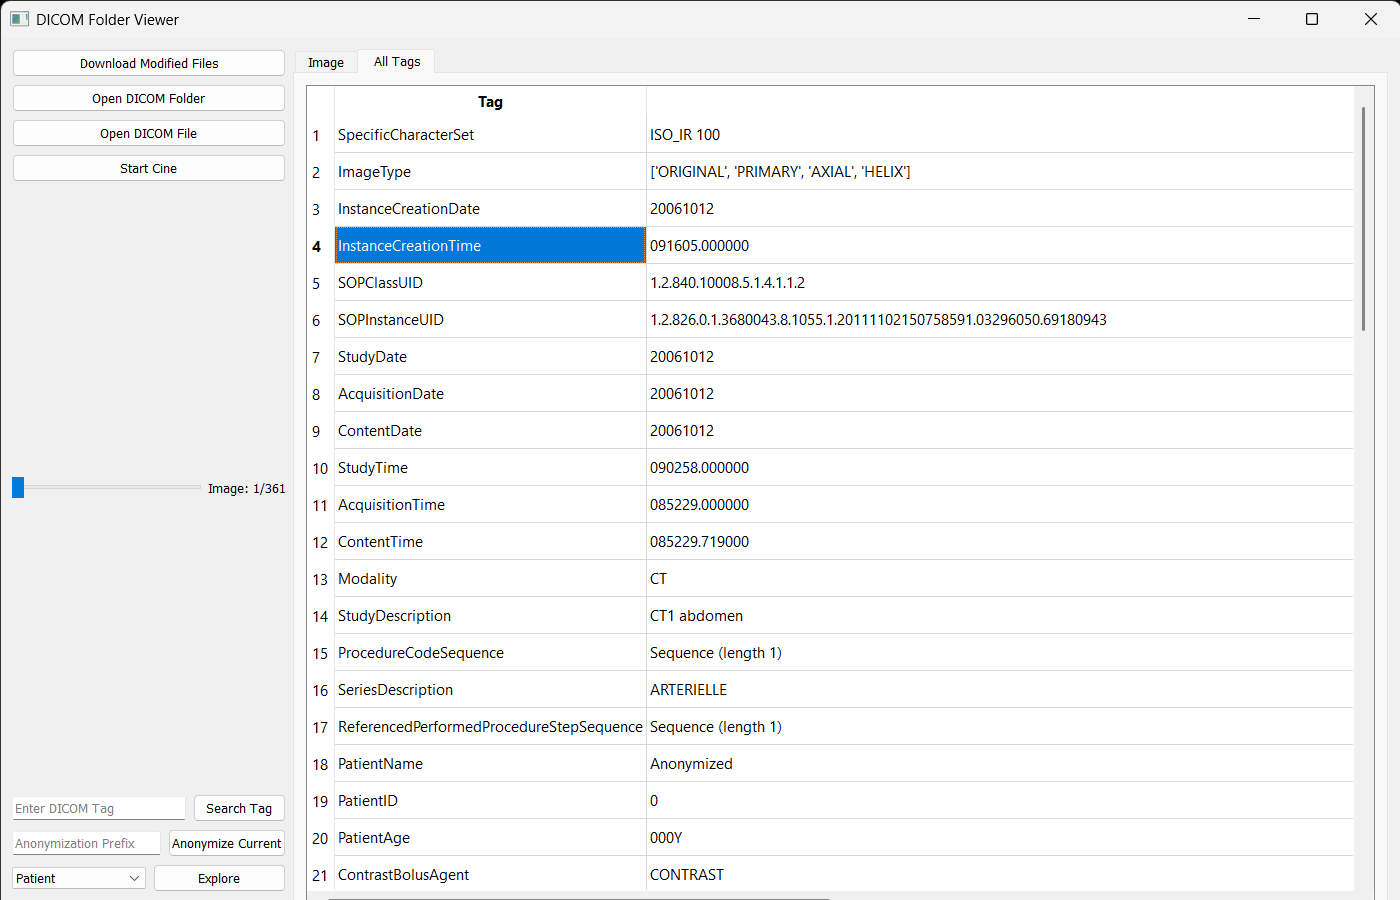 DICOM Folder Viewer
Download Modified Files
Open DICOM Folder
Open DICOM File
Start Cine
Image: 1/361
Enter DICOM Tag
Search Tag
Anonymization Prefix
Anonymize Current
Patient
Explore
Image
All Tags
Tag
1 SpecificCharacterSet ISO_IR 100
2 ImageType ['ORIGINAL', 'PRIMARY', 'AXIAL', 'HELIX']
3 InstanceCreationDate 20061012
4 InstanceCreationTime 091605.000000
5 SOPClassUID 1.2.840.10008.5.1.4.1.1.2
6 SOPInstanceUID 1.2.826.0.1.3680043.8.1055.1.20111102150758591.03296050.69180943
7 StudyDate 20061012
8 AcquisitionDate 20061012
9 ContentDate 20061012
10 StudyTime 090258.000000
11 AcquisitionTime 085229.000000
12 ContentTime 085229.719000
13 Modality CT
14 StudyDescription CT1 abdomen
15 ProcedureCodeSequence Sequence (length 1)
16 SeriesDescription ARTERIELLE
17 ReferencedPerformedProcedureStepSequence Sequence (length 1)
18 PatientName Anonymized
19 PatientID 0
20 PatientAge 000Y
21 ContrastBolusAgent CONTRAST